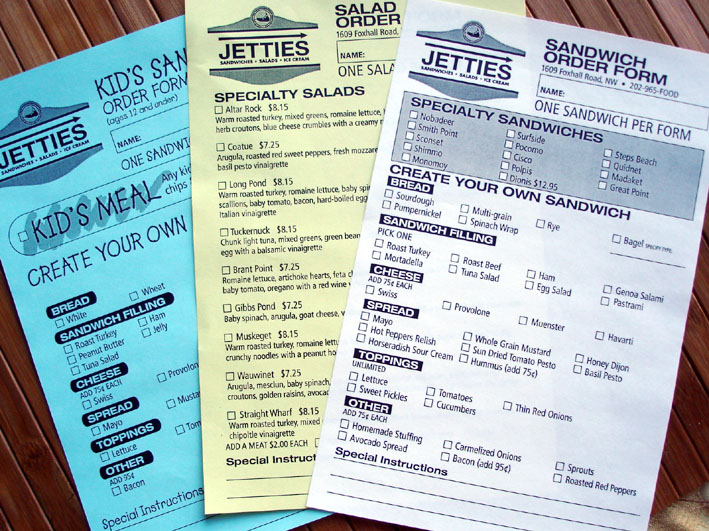 JETTIES
SANDWICHES • SALADS • ICE CREAM
KID'S SAN
ORDER FORM
(ages 12 and under)
NAME:
ONE SANDWI
KID'S MEAL
Any kid
chips
CREATE YOUR OWN
BREAD
☐ White
☐ Wheat
SANDWICH FILLING
☐ Roast Turkey
☐ Ham
☐ Peanut Butter
☐ Jelly
☐ Tuna Salad
CHEESE
ADD 75¢ EACH
☐ Swiss
☐ Provolon
SPREAD
☐ Mayo
☐ Musta
TOPPINGS
☐ Lettuce
☐ Tom
OTHER
ADD 95¢
☐ Bacon
Special Instructions
JETTIES
SANDWICHES • SALADS • ICE CREAM
SALAD
ORDER
1609 Foxhall Road,
NAME:
ONE SALA
SPECIALTY SALADS
☐ Altar Rock $8.15
Warm roasted turkey, mixed greens, romaine lettuce,
herb croutons, blue cheese crumbles with a creamy
☐ Coatue $7.25
Arugula, roasted red sweet peppers, fresh mozzare
basil pesto vinaigrette
☐ Long Pond $8.15
Warm roasted turkey, romaine lettuce, baby spin
scallions, baby tomato, bacon, hard-boiled egg
Italian vinaigrette
☐ Tuckernuck $8.15
Chunk light tuna, mixed greens, green bean
egg with a balsamic vinaigrette
☐ Brant Point $7.25
Romaine lettuce, artichoke hearts, feta ch
baby tomato, oregano with a red wine v
☐ Gibbs Pond $7.25
Baby spinach, arugula, goat cheese, w
☐ Muskeget $8.15
Warm roasted turkey, romaine lettu
crunchy noodles with a peanut ho
☐ Wauwinet $7.25
Arugula, mesclun, baby spinach,
croutons, golden raisins, avocad
☐ Straight Wharf $8.15
Warm roasted turkey, mixed
chipotle vinaigrette
ADD A MEAT $2.00 EACH ☐
Special Instruct
JETTIES
SANDWICHES • SALADS • ICE CREAM
SANDWICH
ORDER FORM
1609 Foxhall Road, NW • 202-965-FOOD
NAME:
ONE SANDWICH PER FORM
SPECIALTY SANDWICHES
☐ Nobadeer
☐ Surfside
☐ Steps Beach
☐ Smith Point
☐ Pocomo
☐ Quidnet
☐ Sconset
☐ Cisco
☐ Madaket
☐ Shimmo
☐ Polpis
☐ Great Point
☐ Monomoy
☐ Dionis $12.95
CREATE YOUR OWN SANDWICH
BREAD
☐ Sourdough
☐ Multi-grain
☐ Rye
☐ Bagel SPECIFY TYPE:
☐ Pumpernickel
☐ Spinach Wrap
SANDWICH FILLING
PICK ONE
☐ Roast Turkey
☐ Roast Beef
☐ Ham
☐ Genoa Salami
☐ Mortadella
☐ Tuna Salad
☐ Egg Salad
☐ Pastrami
CHEESE
ADD 75¢ EACH
☐ Swiss
☐ Provolone
☐ Muenster
☐ Havarti
SPREAD
☐ Mayo
☐ Whole Grain Mustard
☐ Honey Dijon
☐ Hot Peppers Relish
☐ Sun Dried Tomato Pesto
☐ Basil Pesto
☐ Horseradish Sour Cream
☐ Hummus (add 75¢)
TOPPINGS
UNLIMITED
☐ Lettuce
☐ Tomatoes
☐ Thin Red Onions
☐ Sweet Pickles
☐ Cucumbers
OTHER
ADD 75¢ EACH
☐ Homemade Stuffing
☐ Carmelized Onions
☐ Sprouts
☐ Avocado Spread
☐ Bacon (add 95¢)
☐ Roasted Red Peppers
Special Instructions